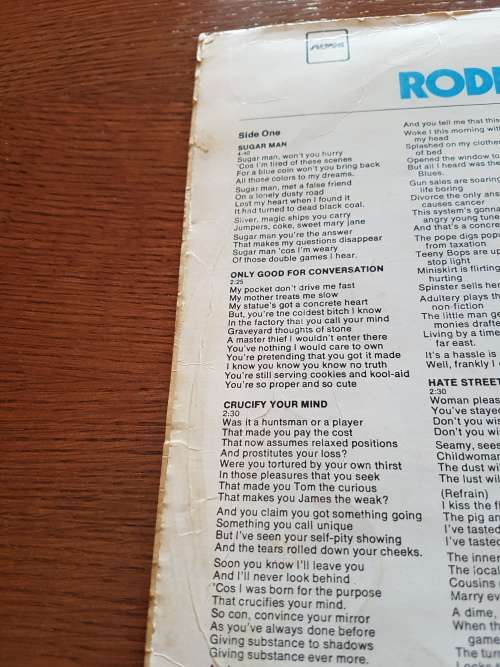 RODR
Side One
SUGAR MAN
4:40
Sugar man, won't you hurry
'Cos I'm tired of these scenes
For a blue coin won't you bring back
All those colors to my dreams.
Sugar man, met a false friend
On a lonely dusty road
Lost my heart when I found it
It had turned to dead black coal.
Silver, magic ships you carry
Jumpers, coke, sweet mary jane
Sugar man you're the answer
That makes my questions disappear
Sugar man 'cos I'm weary
Of those double games I hear.
ONLY GOOD FOR CONVERSATION
2:25
My pocket don't drive me fast
My mother treats me slow
My statue's got a concrete heart
But, you're the coldest bitch I know
In the factory that you call your mind
Graveyard thoughts of stone
A master thief I wouldn't enter there
You've nothing I would care to own
You're pretending that you got it made
I know you know you know no truth
You're still serving cookies and kool-aid
You're so proper and so cute
CRUCIFY YOUR MIND
2:30
Was it a huntsman or a player
That made you pay the cost
That now assumes relaxed positions
And prostitutes your loss?
Were you tortured by your own thirst
In those pleasures that you seek
That made you Tom the curious
That makes you James the weak?
And you claim you got something going
Something you call unique
But I've seen your self-pity showing
And the tears rolled down your cheeks.
Soon you know I'll leave you
And I'll never look behind
'Cos I was born for the purpose
That crucifies your mind.
So con, convince your mirror
As you've always done before
Giving substance to shadows
Giving substance ever more.
And you tell me that this
Woke I this morning with
my head
Splashed on my clothes
of bed
Opened the window to
But all I heard was the
Blues.
Gun sales are soaring
life boring
Divorce the only ans
causes cancer
This system's gonna
angry young tune
And that's a concre
The pope digs popu
from taxation
Teeny Bops are up
stop light
Miniskirt is flirting
hurting
Spinster sells her
Adultery plays th
non-fiction
The little man ge
monies drafte
Living by a time
far east.
It's a hassle is
Well, frankly I
HATE STREET
2:30
Woman pleas
You've stayed
Don't you wis
Don't you wi
Seamy, sees
Childwoman
The dust wi
The lust wil
(Refrain)
I kiss the fl
The pig an
I've tasted
I've tasted
The inner
The local
Cousins
Marry ev
A dime,
When th
game
The turn